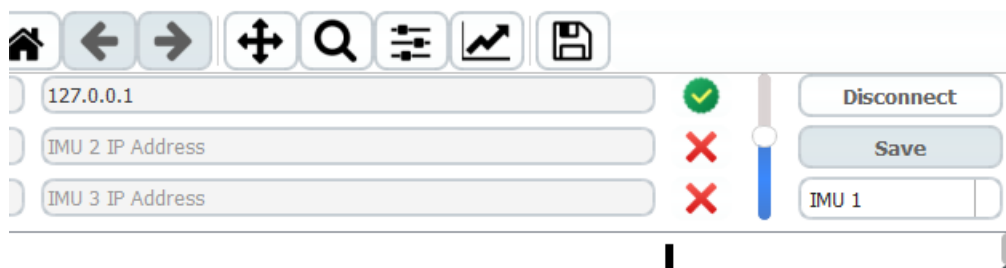 127.0.0.1
Disconnect
IMU 2 IP Address
Save
IMU 3 IP Address
IMU 1